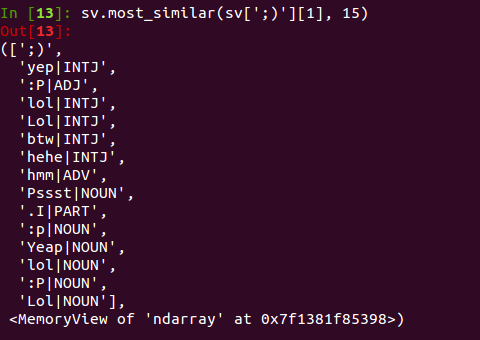 In [13]: sv.most_similar(sv[';)'][1], 15)
Out[13]:
([';)',
'yep|INTJ',
':P|ADJ',
'lol|INTJ',
'Lol|INTJ',
'btw|INTJ',
'hehe|INTJ',
'hmm|ADV',
'Pssst|NOUN',
'.I|PART',
':p|NOUN',
'Yeap|NOUN',
'lol|NOUN',
':P|NOUN',
'Lol|NOUN'],
<MemoryView of 'ndarray' at 0x7f1381f85398>)